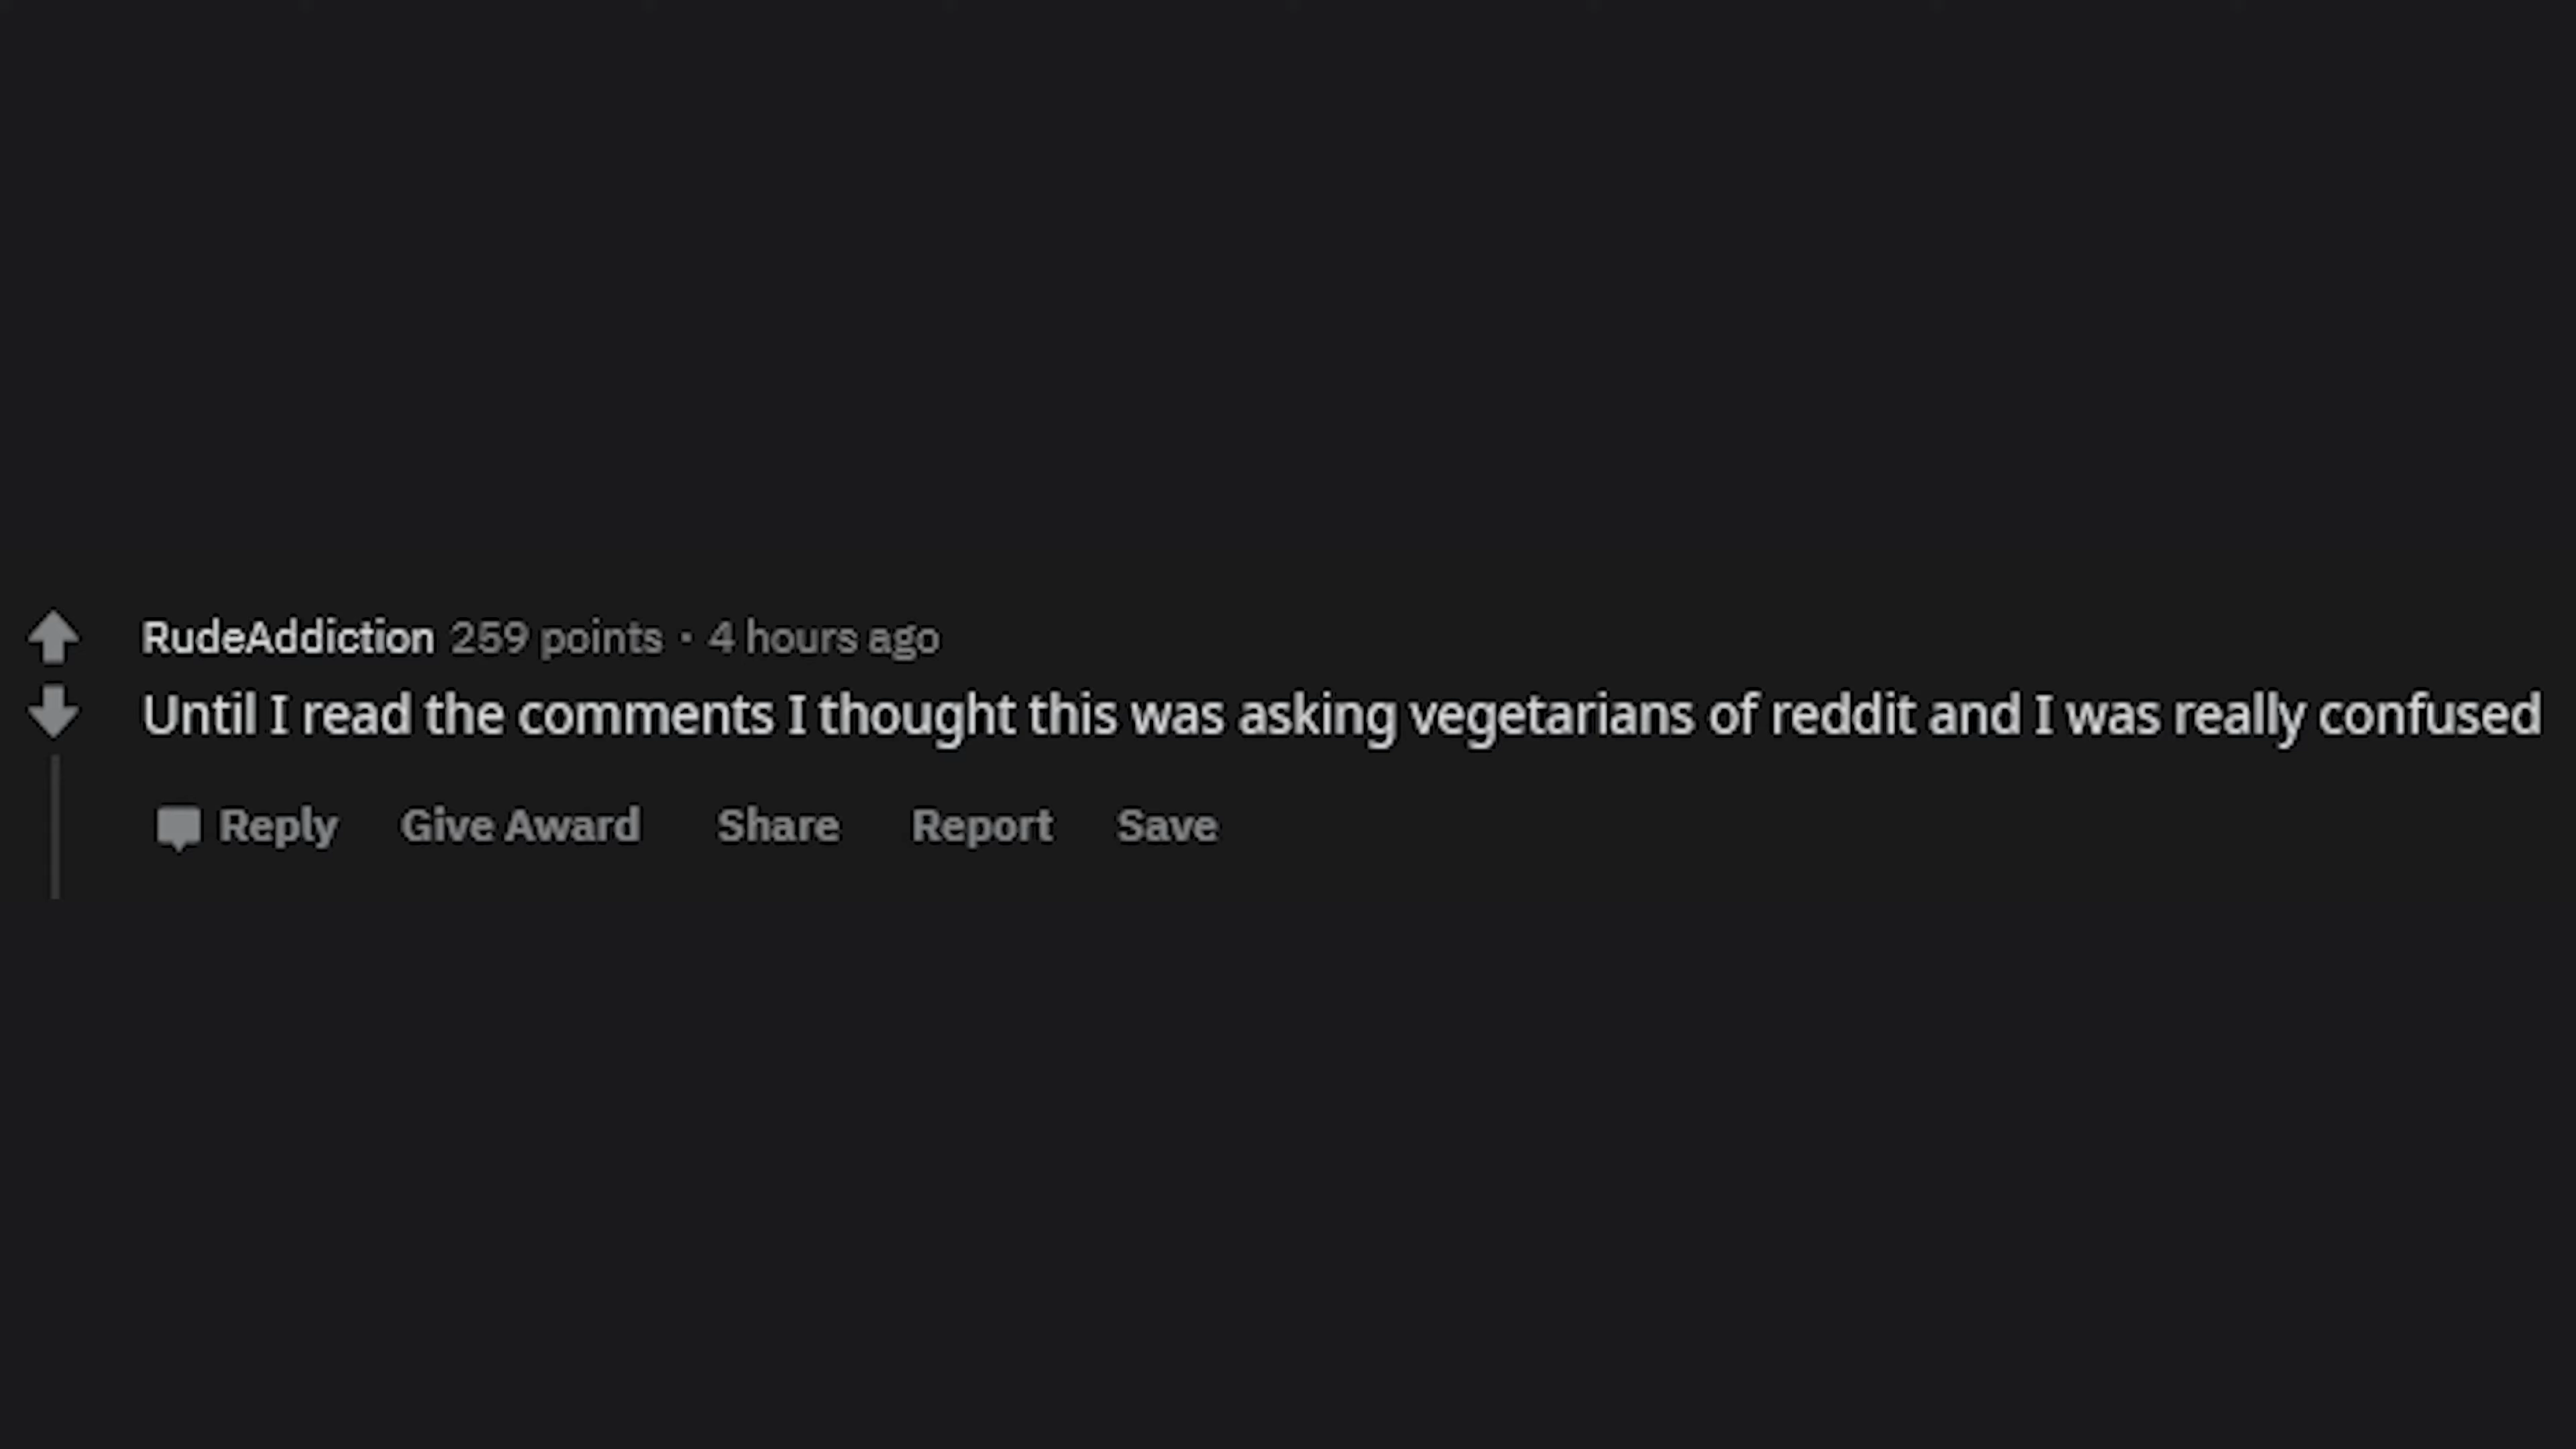 RudeAddiction 259 points · 4 hours ago
Until I read the comments I thought this was asking vegetarians of reddit and I was really confused
Reply Give Award Share Report Save